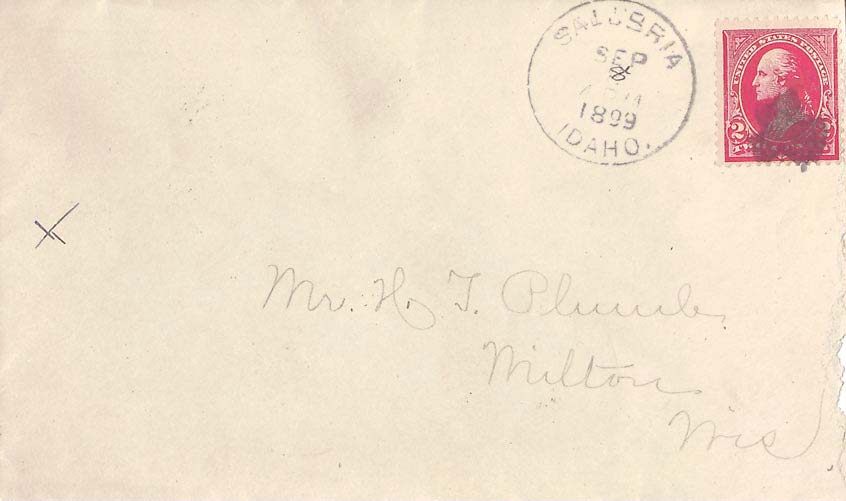 SALUBRIA
SEP
8
1899
IDAHO.
UNITED STATES POSTAGE
2
Mr. H. T. Plumb
Milton
Wis